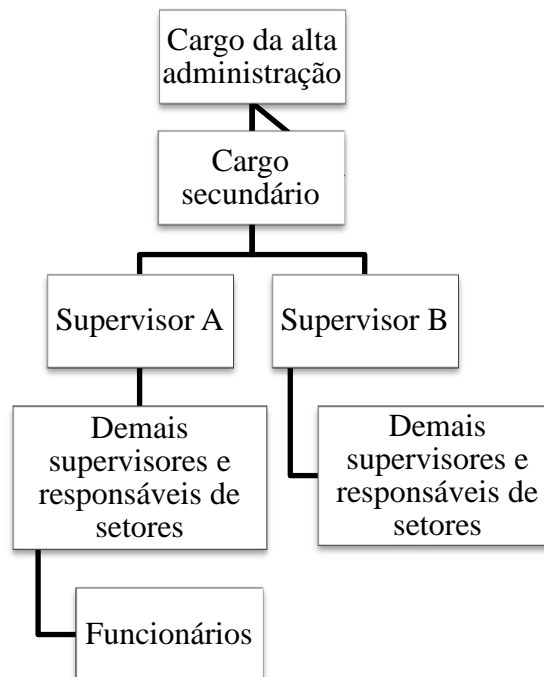 Cargo da alta
administração
Cargo
secundário
Supervisor A
Supervisor B
Demais
supervisores e
responsáveis de
setores
Demais
supervisores e
responsáveis de
setores
Funcionários